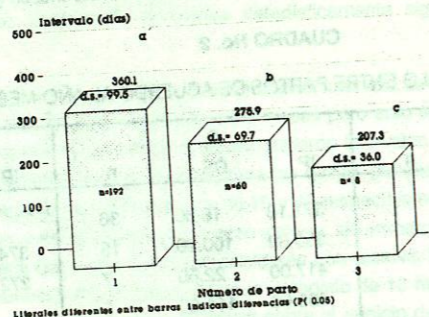 Intervalo (días)
500
400
300
200
100
0
a
b
c
360.1
d.s.= 99.5
n=192
275.9
d.s.= 69.7
n=60
207.3
d.s.= 36.0
n= 8
1
2
3
Número de parto
Literales diferentes entre barras indican diferencias (P( 0.05)
CUADRO No. 2